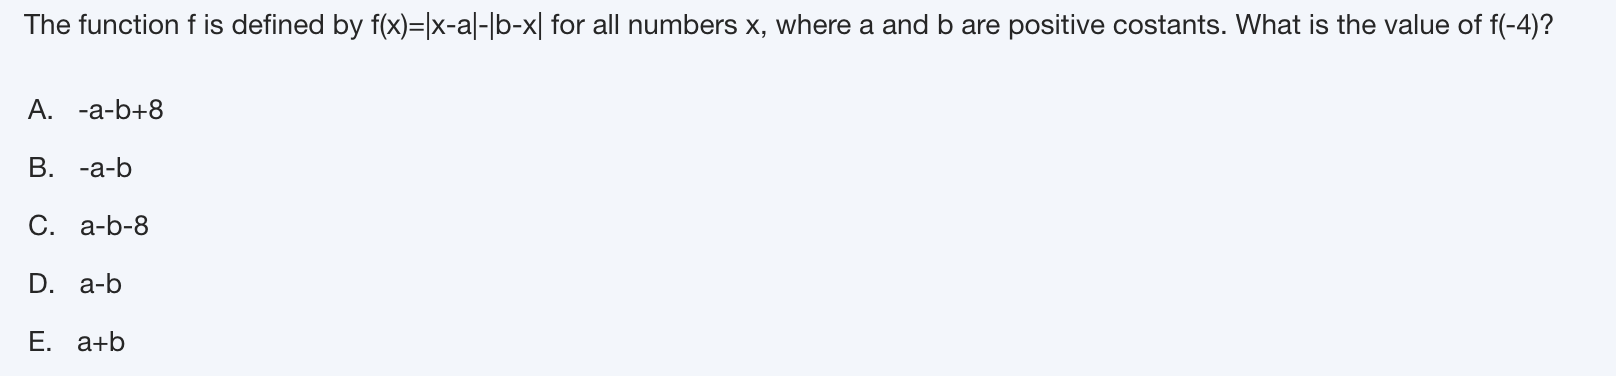 The function f is defined by f(x)=|x-a|-|b-x| for all numbers x, where a and b are positive costants. What is the value of f(-4)?
A. -a-b+8
B. -a-b
C. a-b-8
D. a-b
E. a+b